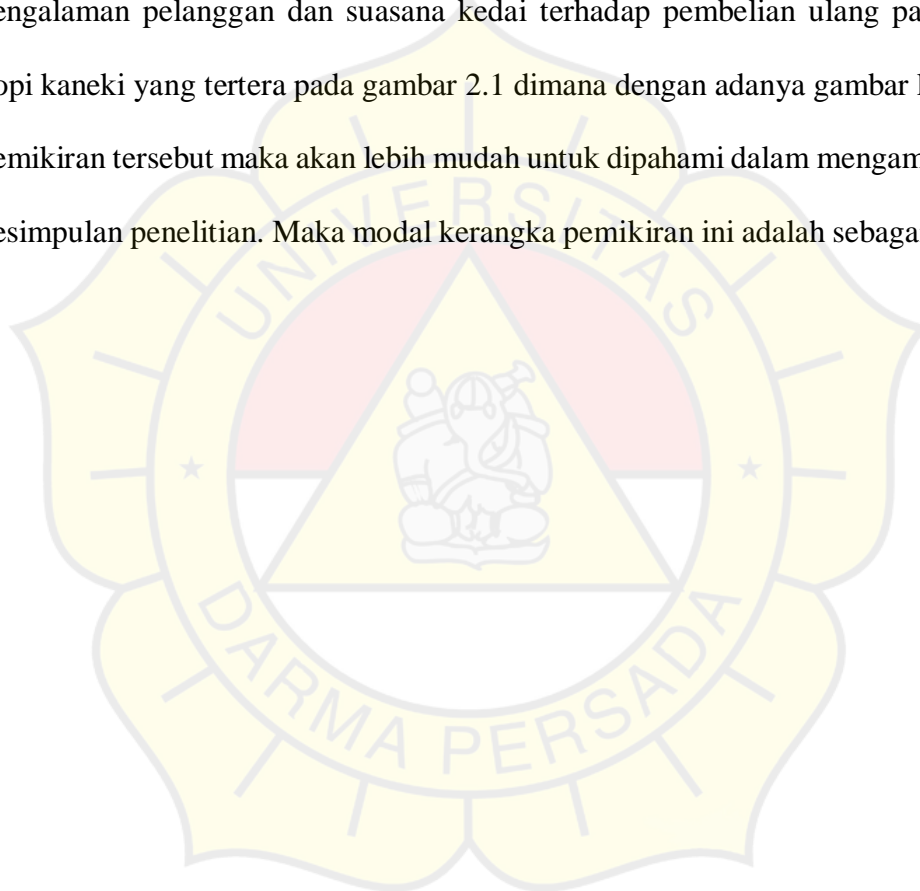 engalaman pelanggan dan suasana kedai terhadap pembelian ulang pa
opi kaneki yang tertera pada gambar 2.1 dimana dengan adanya gambar
emikiran tersebut maka akan lebih mudah untuk dipahami dalam mengam
esimpulan penelitian. Maka modal kerangka pemikiran ini adalah sebaga
UNIVERSITAS
DARMA PERSADA